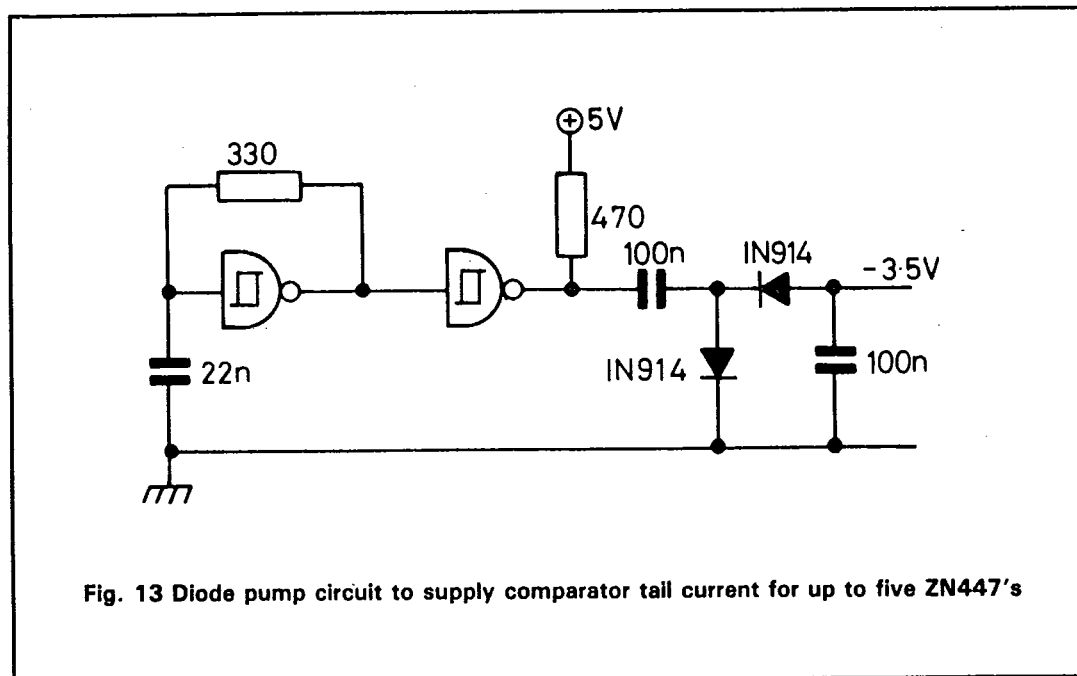 5V
330
470
100n
IN914
-3·5V
22n
IN914
100n
Fig. 13 Diode pump circuit to supply comparator tail current for up to five ZN447's